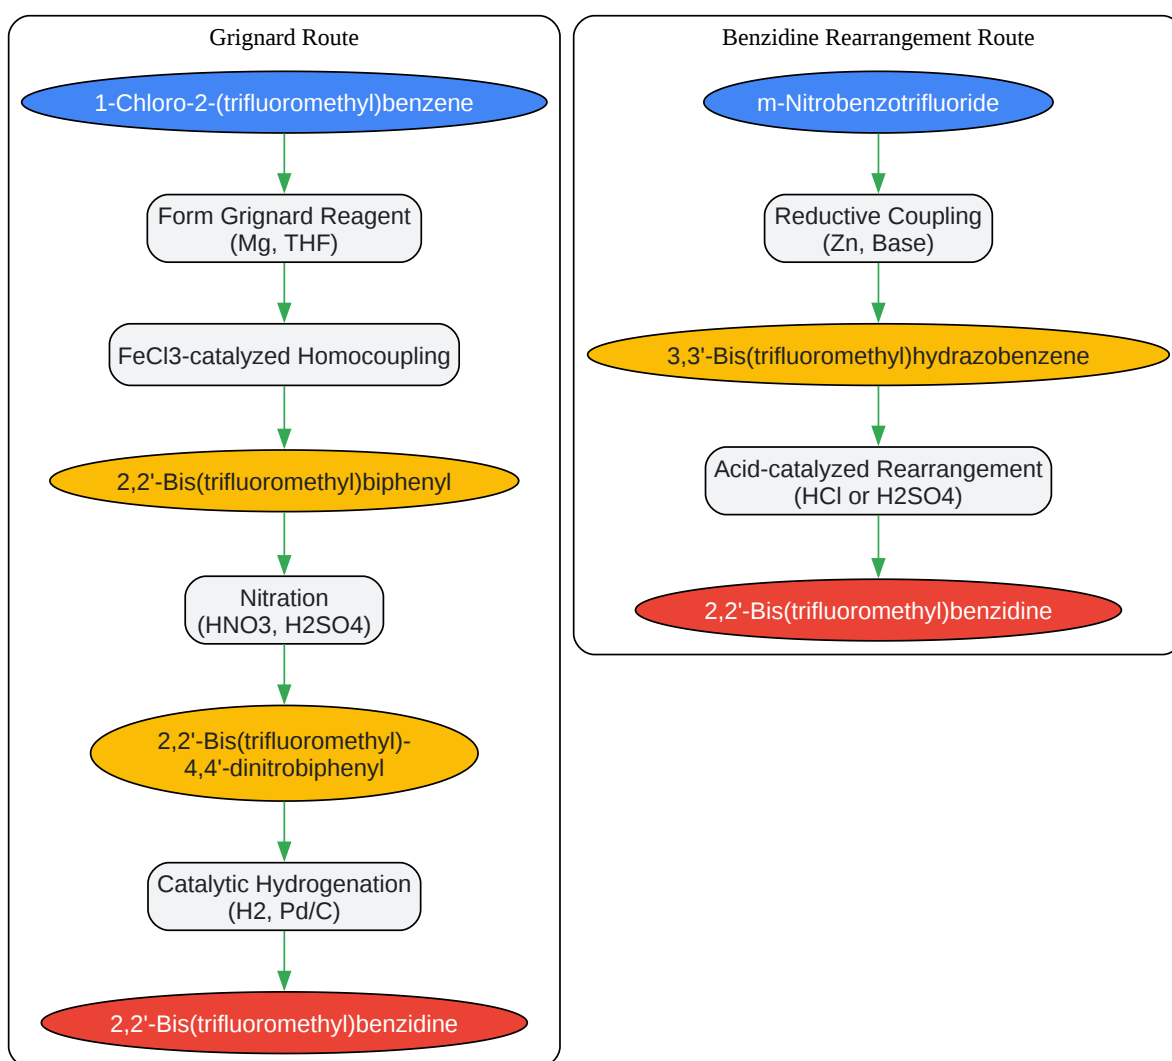 Grignard Route
1-Chloro-2-(trifluoromethyl)benzene
Form Grignard Reagent
(Mg, THF)
FeCl3-catalyzed Homocoupling
2,2'-Bis(trifluoromethyl)biphenyl
Nitration
(HNO3, H2SO4)
2,2'-Bis(trifluoromethyl)-
4,4'-dinitrobiphenyl
Catalytic Hydrogenation
(H2, Pd/C)
2,2'-Bis(trifluoromethyl)benzidine
Benzidine Rearrangement Route
m-Nitrobenzotrifluoride
Reductive Coupling
(Zn, Base)
3,3'-Bis(trifluoromethyl)hydrazobenzene
Acid-catalyzed Rearrangement
(HCl or H2SO4)
2,2'-Bis(trifluoromethyl)benzidine